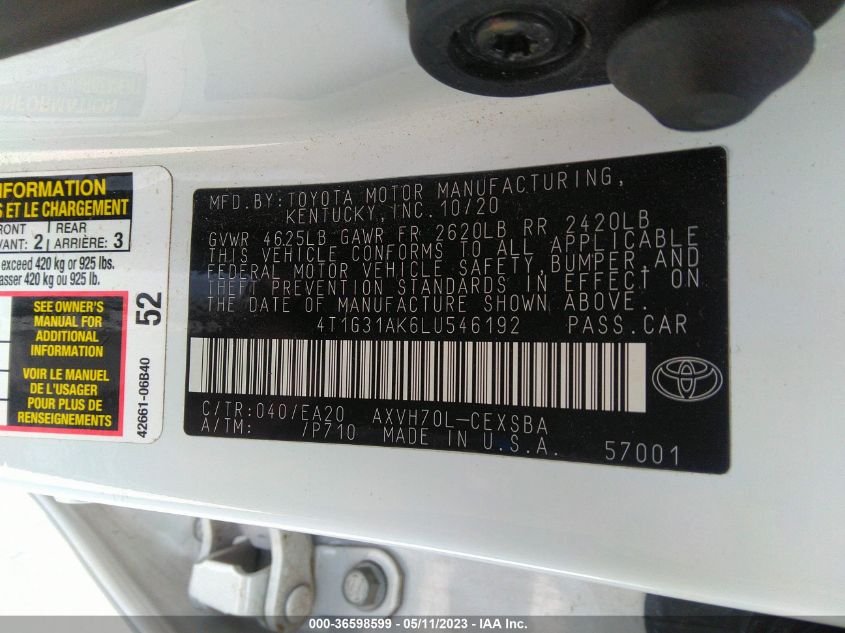 INFORMATION
ET LE CHARGEMENT
FRONT
REAR
AVANT: 2
ARRIÈRE: 3
exceed 420 kg or 925 lbs.
420 kg ou 925 lb.
SEE OWNER'S
MANUAL FOR
ADDITIONAL
INFORMATION
VOIR LE MANUEL
DE L'USAGER
POUR PLUS DE
RENSEIGNEMENTS
52
42661-06B40
MFD.BY:TOYOTA MOTOR MANUFACTURING,
KENTUCKY,INC.10/20
GVWR 4625LB GAWR FR 2620LB RR 2420LB
THIS VEHICLE CONFORMS TO ALL APPLICABLE
FEDERAL MOTOR VEHICLE SAFETY,BUMPER,AND
THEFT PREVENTION STANDARDS IN EFFECT ON
THE DATE OF MANUFACTURE SHOWN ABOVE.
4T1G31AK6LU546192 PASS.CAR
C/TR:040/EA20 AXVH70L-CEXSBA
A/TM: /P710 MADE IN U.S.A.
57001
000-36598599 - 05/11/2023 - IAA Inc.